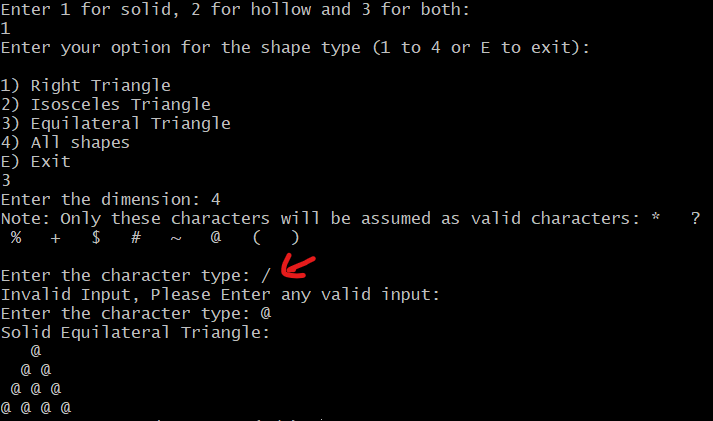 Enter 1 for solid, 2 for hollow and 3 for both:
1
Enter your option for the shape type (1 to 4 or E to exit):
1) Right Triangle
2) Isosceles Triangle
3) Equilateral Triangle
4) All shapes
E) Exit
3
Enter the dimension: 4
Note: Only these characters will be assumed as valid characters: *   ?
 %   +   $   #   ~   @   (   )
Enter the character type: /
Invalid Input, Please Enter any valid input:
Enter the character type: @
Solid Equilateral Triangle:
   @
  @ @
 @ @ @
@ @ @ @